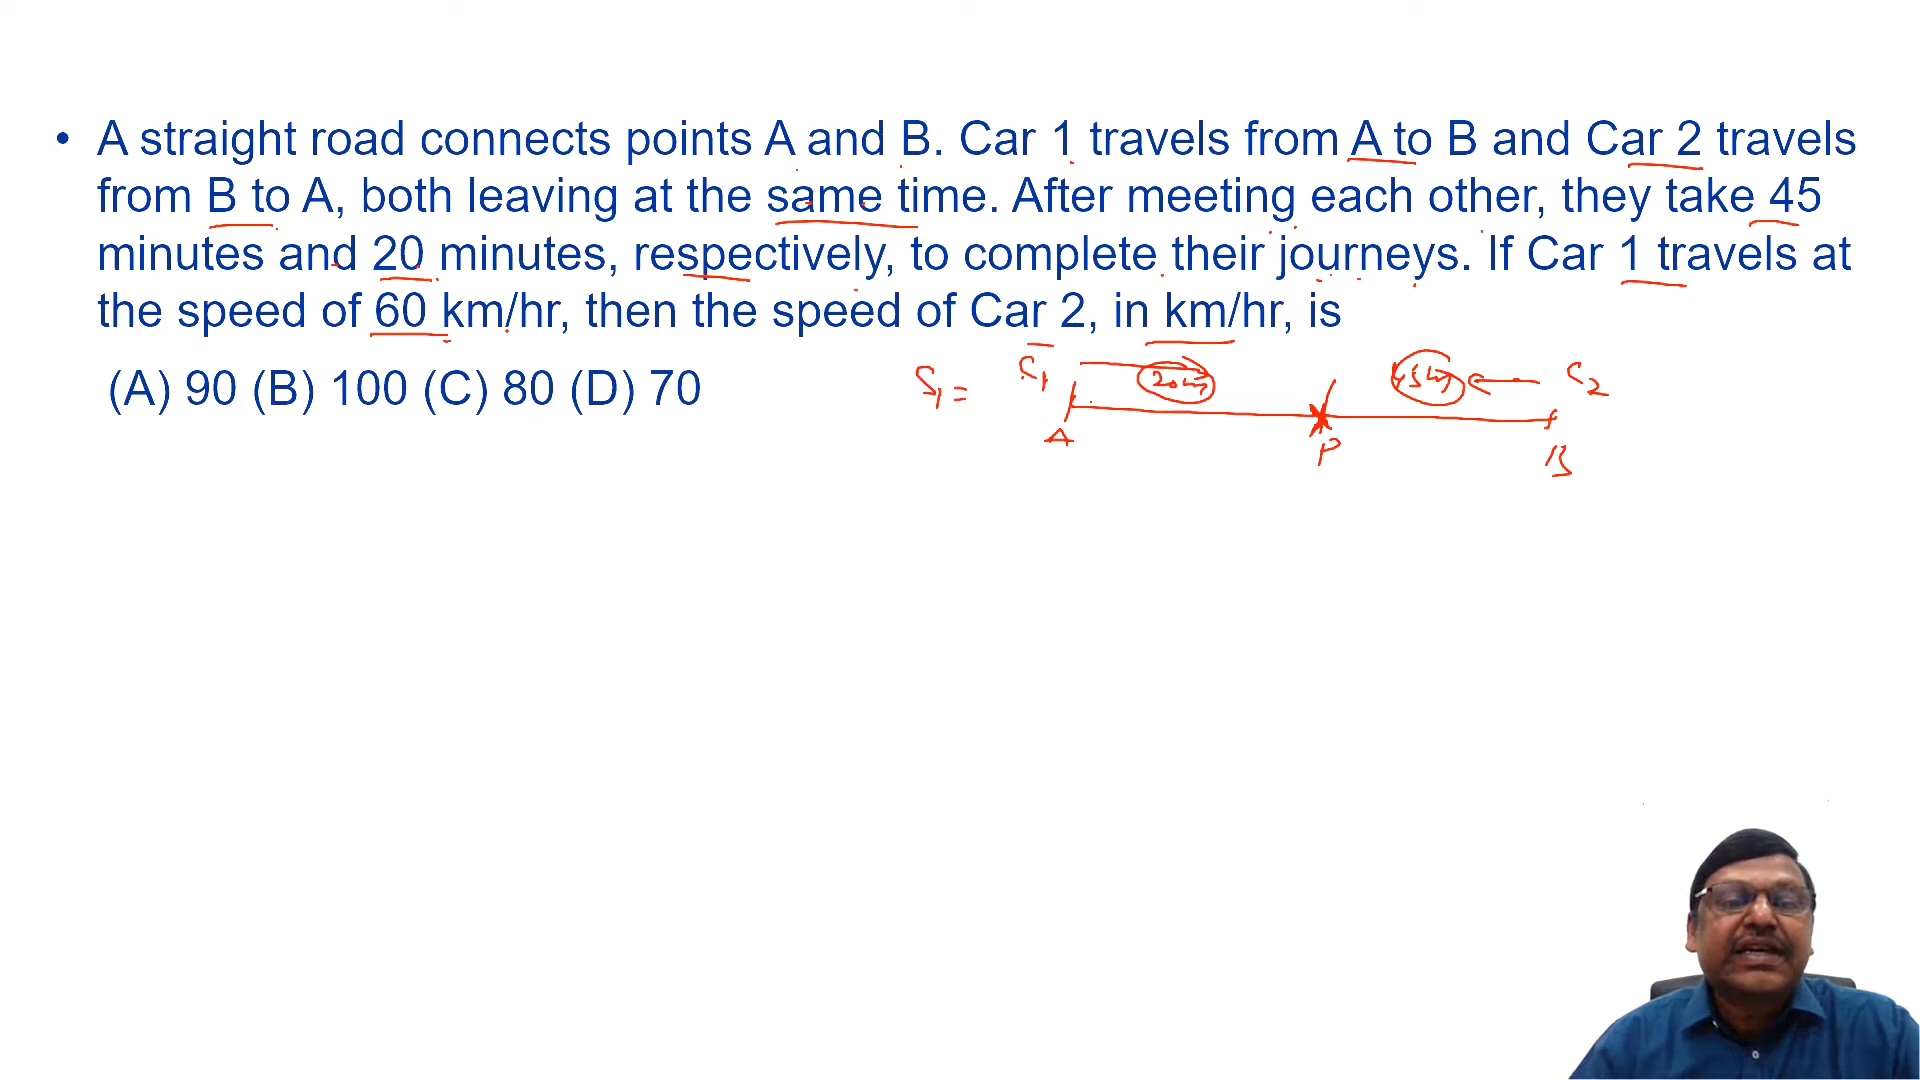 • A straight road connects points A and B. Car 1 travels from A to B and Car 2 travels
from B to A, both leaving at the same time. After meeting each other, they take 45
minutes and 20 minutes, respectively, to complete their journeys. If Car 1 travels at
the speed of 60 km/hr, then the speed of Car 2, in km/hr, is
(A) 90 (B) 100 (C) 80 (D) 70
S1 = C1 20m 45m C2
A P B